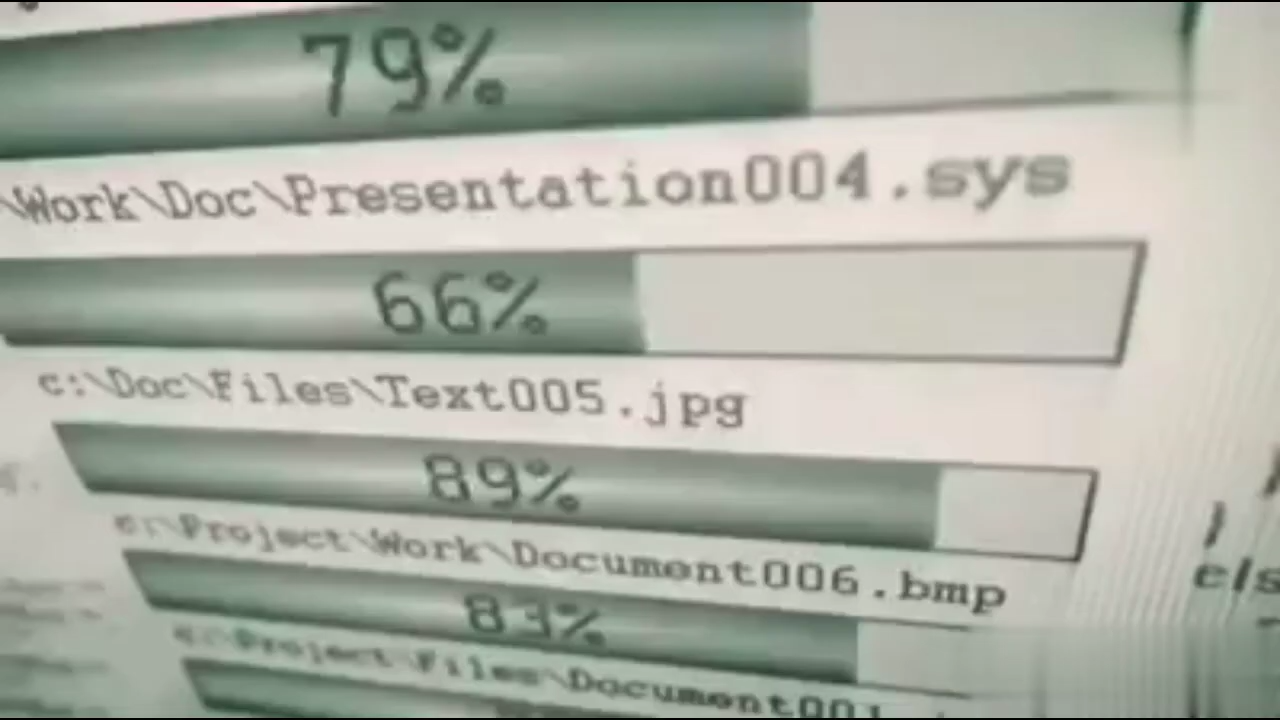 79%
\Work\Doc\Presentation004.sys
66%
c:\Doc\Files\Text005.jpg
89%
c:\Project\Work\Document006.bmp
83%
c:\Project\Files\Document001
}
els